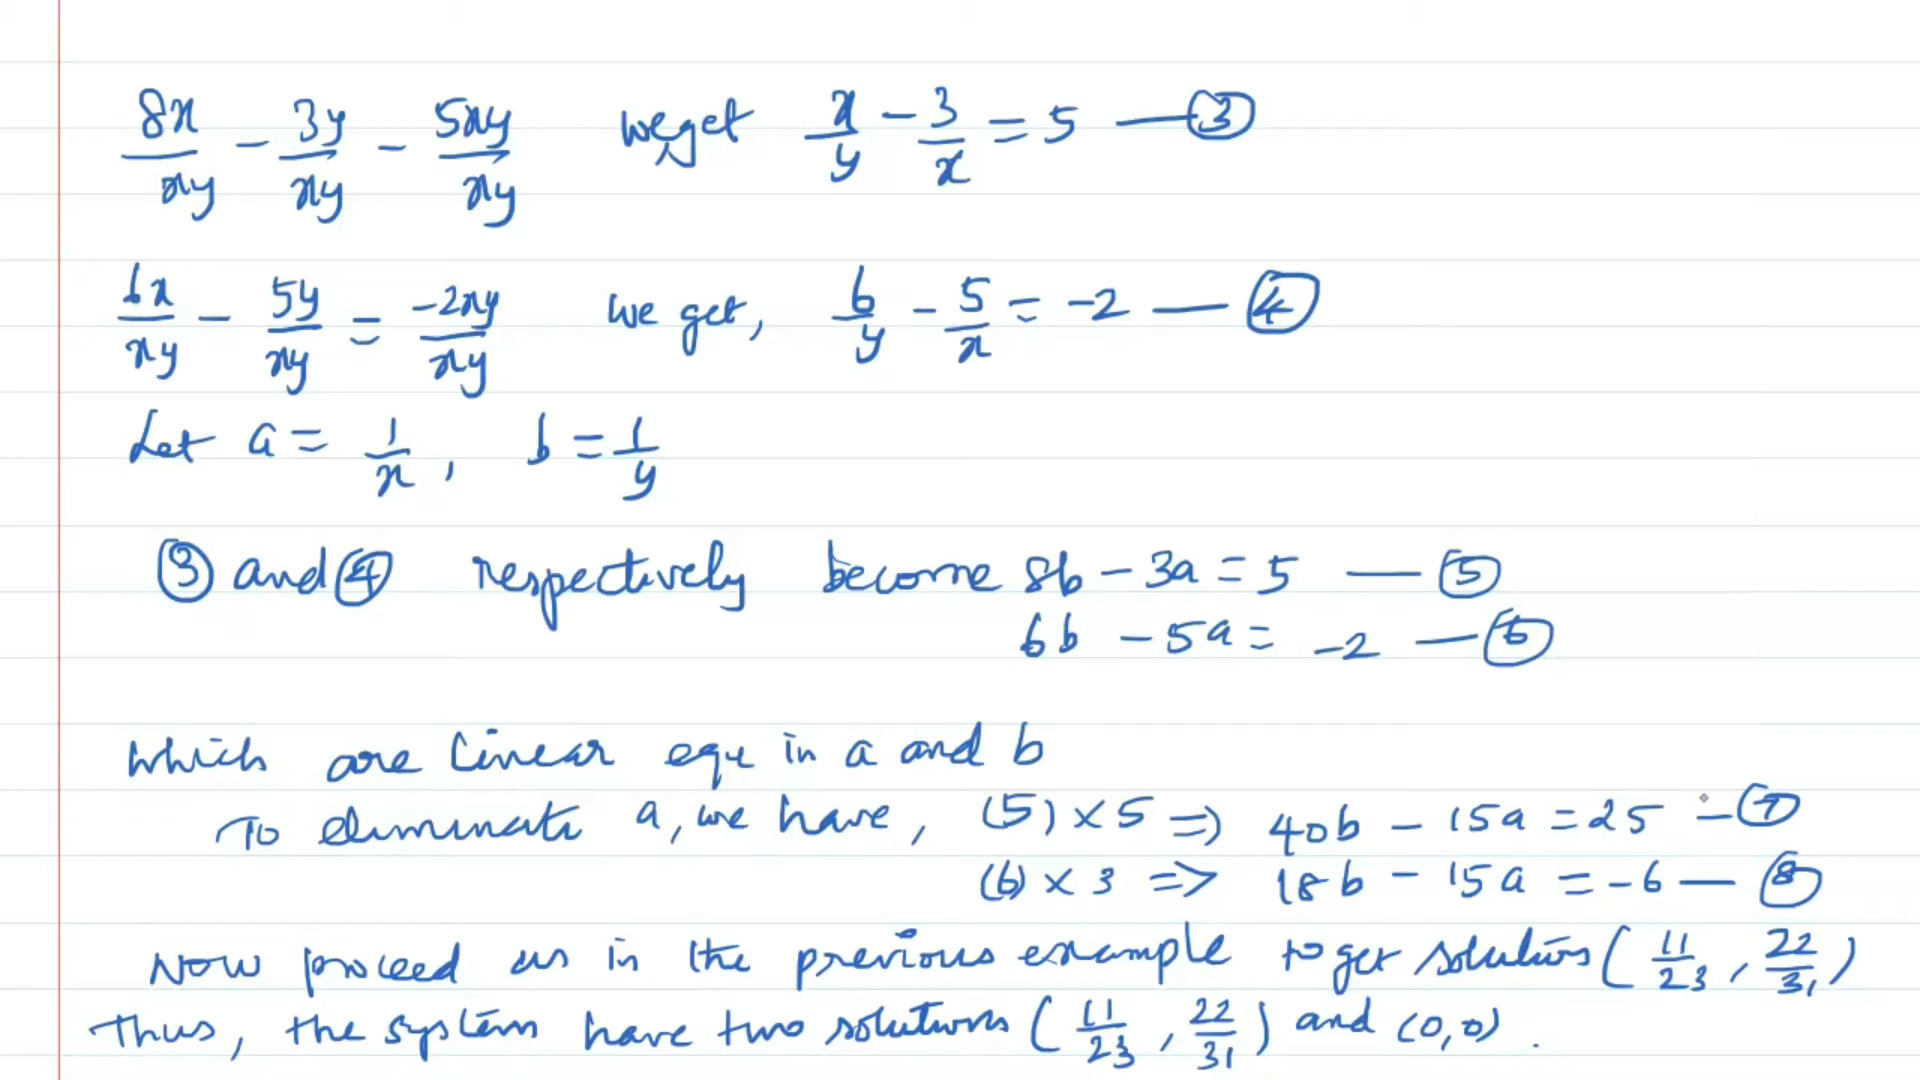 8x/xy - 3y/xy - 5xy/xy we get x/y - 3/x = 5 — ③
6x/xy - 5y/xy = -2xy/xy we get, 6/y - 5/x = -2 — ④
Let a = 1/x, b = 1/y
③ and ④ respectively become 8b - 3a = 5 — ⑤
6b - 5a = -2 — ⑥
which are linear equ in a and b
To eliminate a, we have, (5) × 5 => 40b - 15a = 25 - ⑦
(6) × 3 => 18b - 15a = -6 — ⑧
Now proceed as in the previous example to get solutions (11/23, 22/31)
Thus, the system have two solutions (11/23, 22/31) and (0,0).